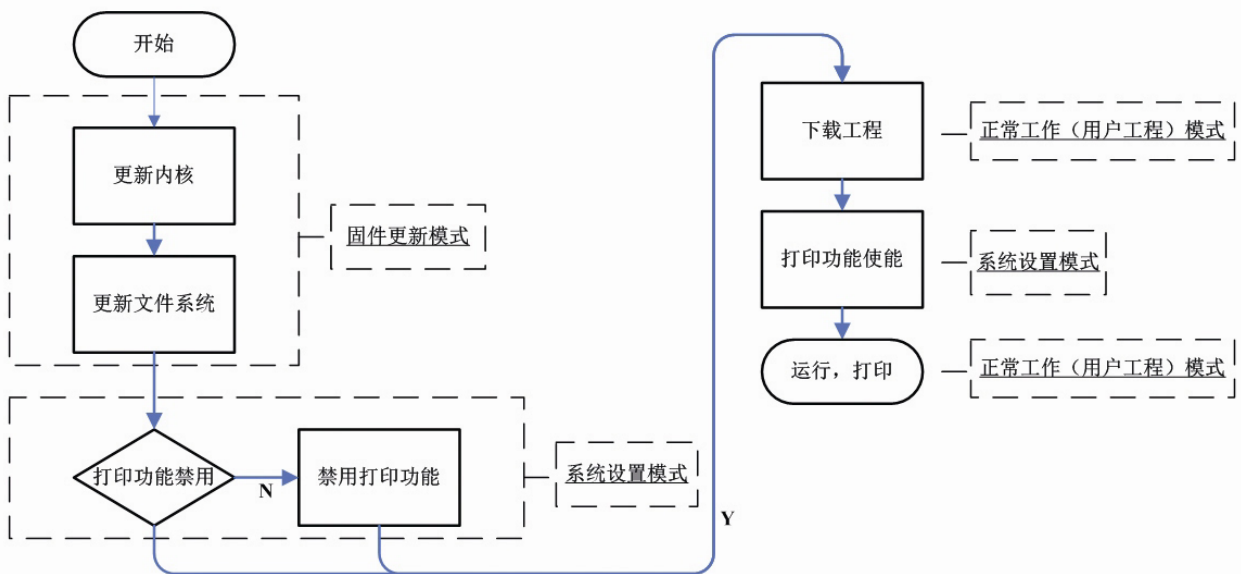 开始
更新内核
更新文件系统
固件更新模式
打印功能禁用
N
禁用打印功能
系统设置模式
Y
下载工程
正常工作（用户工程）模式
打印功能使能
系统设置模式
运行，打印
正常工作（用户工程）模式